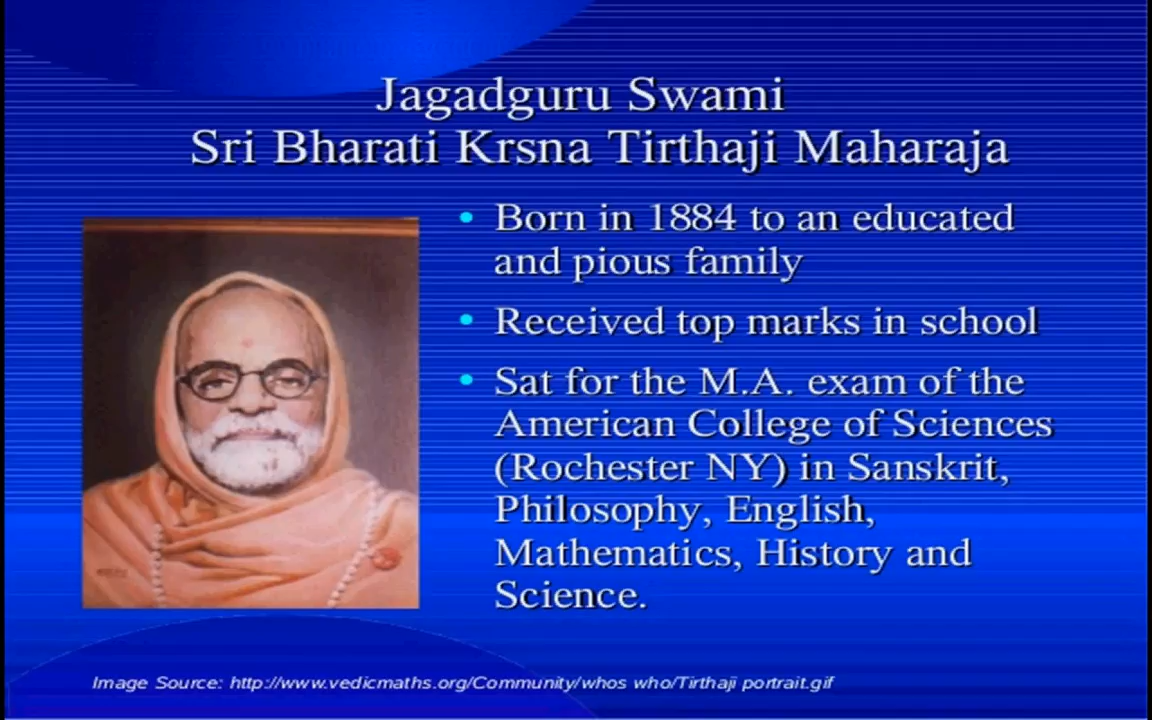 Jagadguru Swami
Sri Bharati Krsna Tirthaji Maharaja
• Born in 1884 to an educated
and pious family
• Received top marks in school
• Sat for the M.A. exam of the
American College of Sciences
(Rochester NY) in Sanskrit,
Philosophy, English,
Mathematics, History and
Science.
Image Source: http://www.vedicmaths.org/Community/whos who/Tirthaji portrait.gif